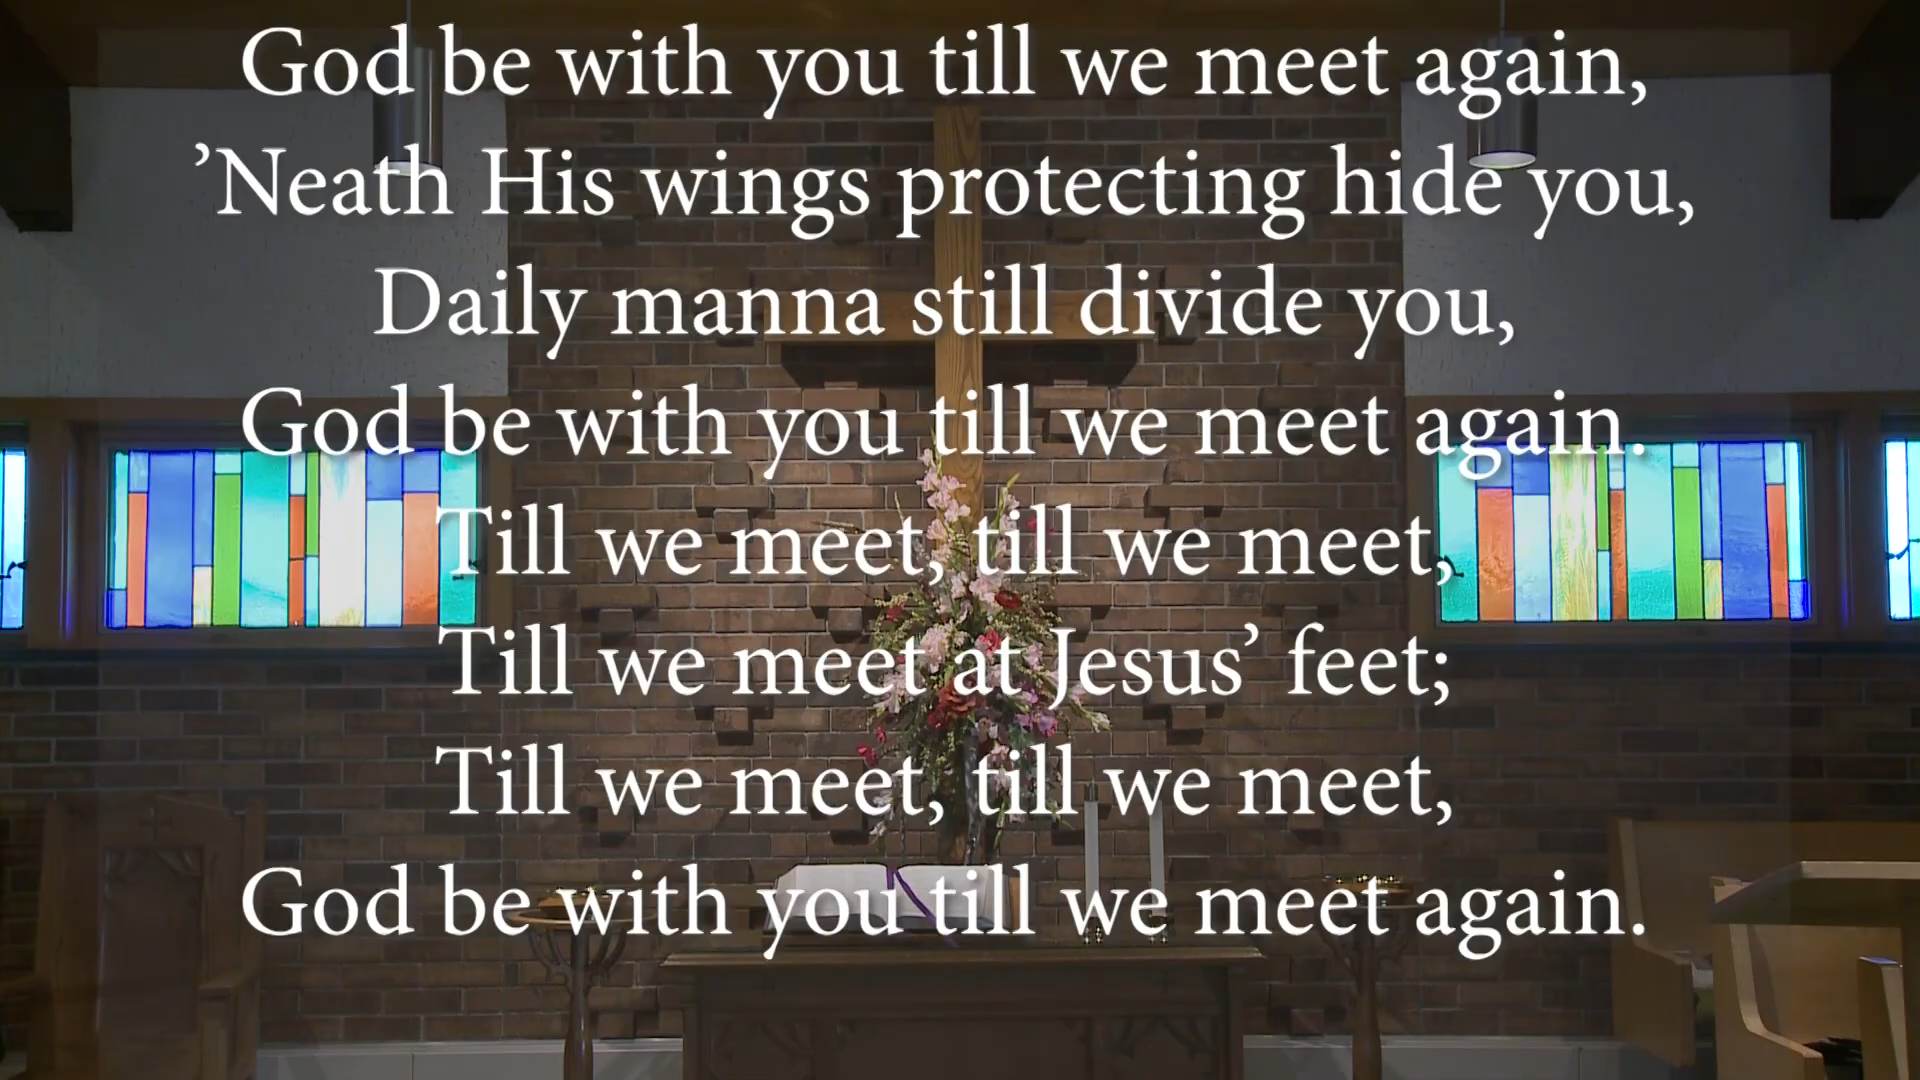 God be with you till we meet again,
’Neath His wings protecting hide you,
Daily manna still divide you,
God be with you till we meet again.
Till we meet, till we meet,
Till we meet at Jesus’ feet;
Till we meet, till we meet,
God be with you till we meet again.